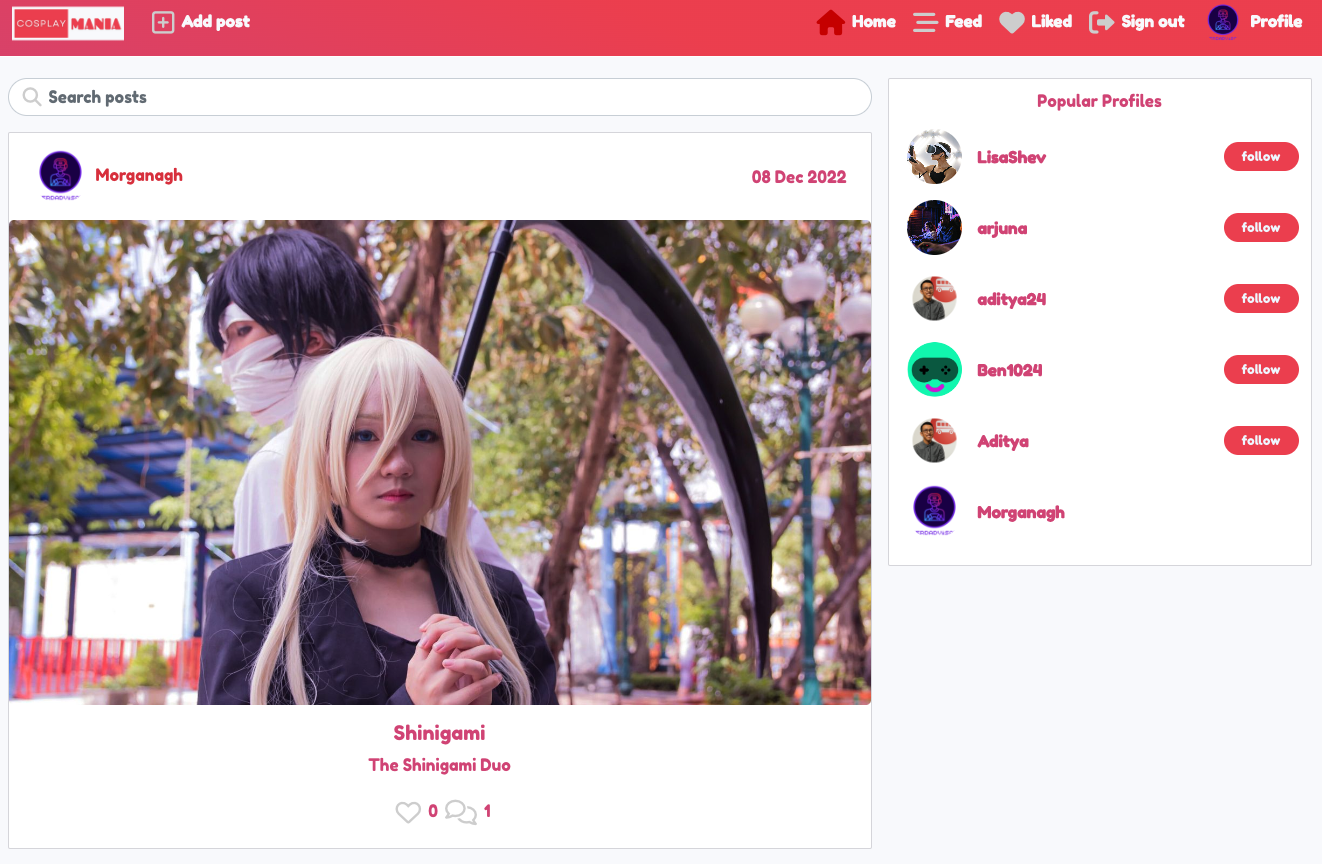 COSPLAY MANIA
Add post
Home
Feed
Liked
Sign out
Profile
Search posts
Morganagh
08 Dec 2022
Shinigami
The Shinigami Duo
0 1
Popular Profiles
LisaShev follow
arjuna follow
aditya24 follow
Ben1024 follow
Aditya follow
Morganagh